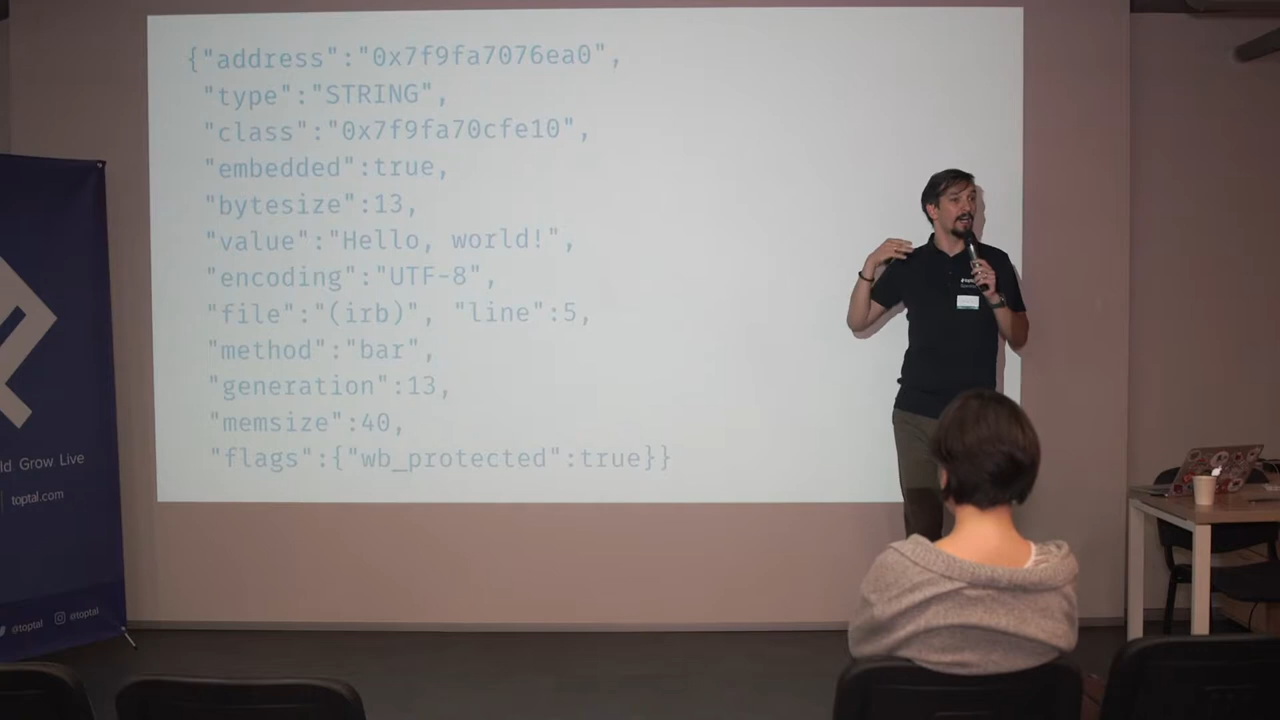 {"address":"0x7f9fa7076ea0",
"type":"STRING",
"class":"0x7f9fa70cfe10",
"embedded":true,
"bytesize":13,
"value":"Hello, world!",
"encoding":"UTF-8",
"file":"(irb)", "line":5,
"method":"bar",
"generation":13,
"memsize":40,
"flags":{"wb_protected":true}}
Grow Live
toptal.com
@toptal @toptal